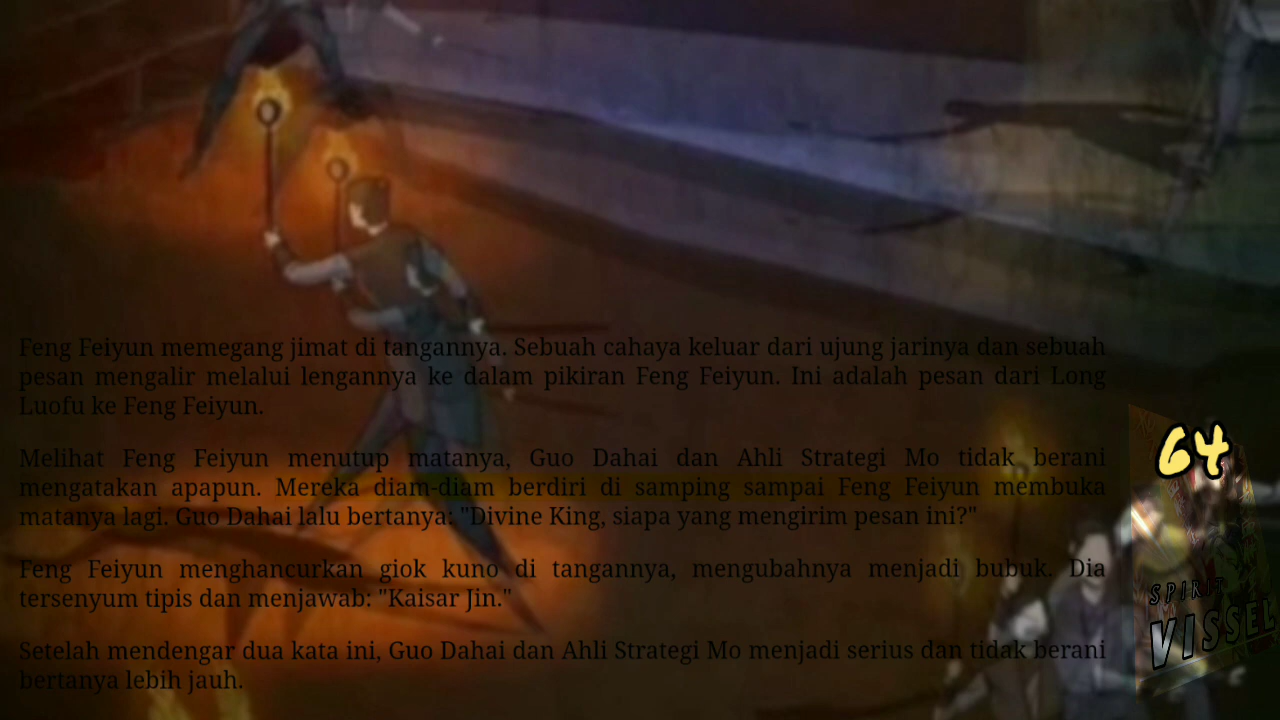 Feng Feiyun memegang jimat di tangannya. Sebuah cahaya keluar dari ujung jarinya dan sebuah
pesan mengalir melalui lengannya ke dalam pikiran Feng Feiyun. Ini adalah pesan dari Long
Luofu ke Feng Feiyun.
Melihat Feng Feiyun menutup matanya, Guo Dahai dan Ahli Strategi Mo tidak berani
mengatakan apapun. Mereka diam-diam berdiri di samping sampai Feng Feiyun membuka
matanya lagi. Guo Dahai lalu bertanya: "Divine King, siapa yang mengirim pesan ini?"
Feng Feiyun menghancurkan giok kuno di tangannya, mengubahnya menjadi bubuk. Dia
tersenyum tipis dan menjawab: "Kaisar Jin."
Setelah mendengar dua kata ini, Guo Dahai dan Ahli Strategi Mo menjadi serius dan tidak berani
bertanya lebih jauh.
64
SPIRIT
VISSEL